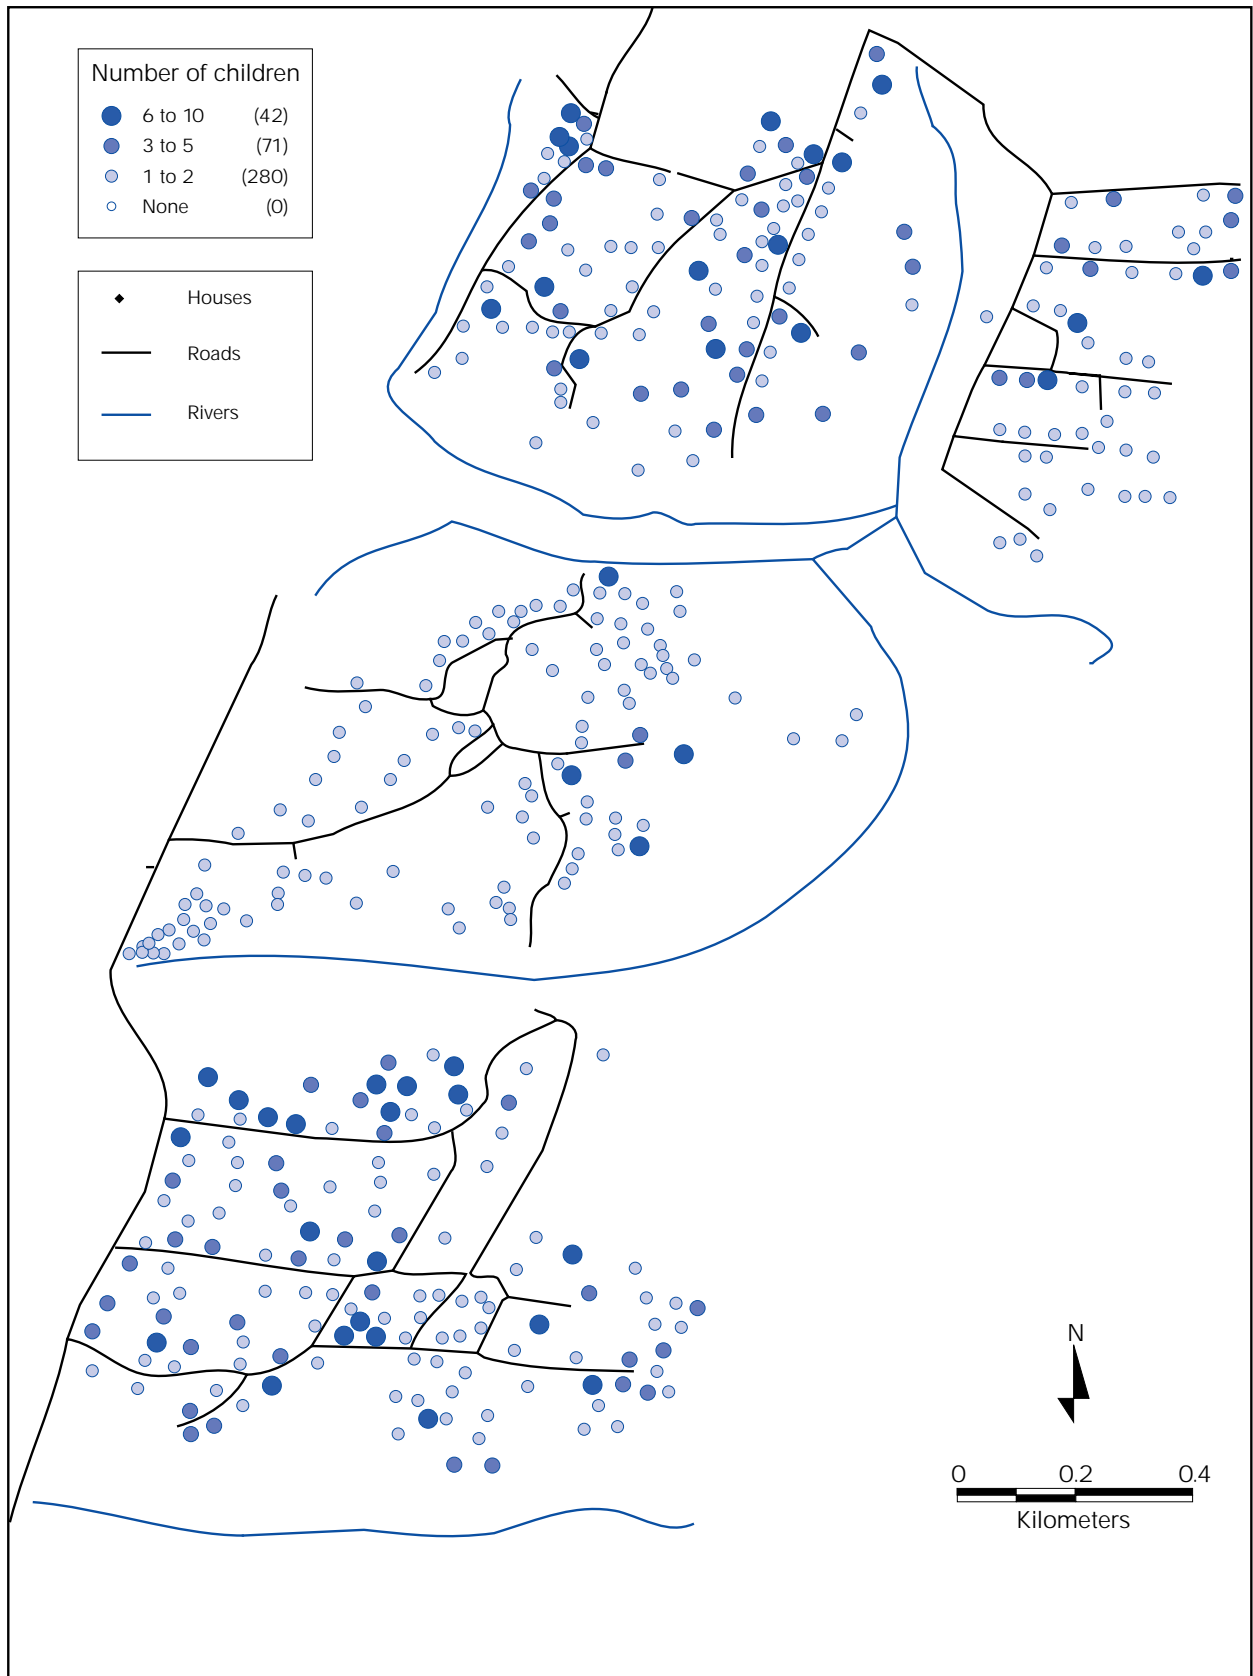 Number of children
6 to 10 (42)
3 to 5 (71)
1 to 2 (280)
None (0)
Houses
Roads
Rivers
N
0 0.2 0.4
Kilometers